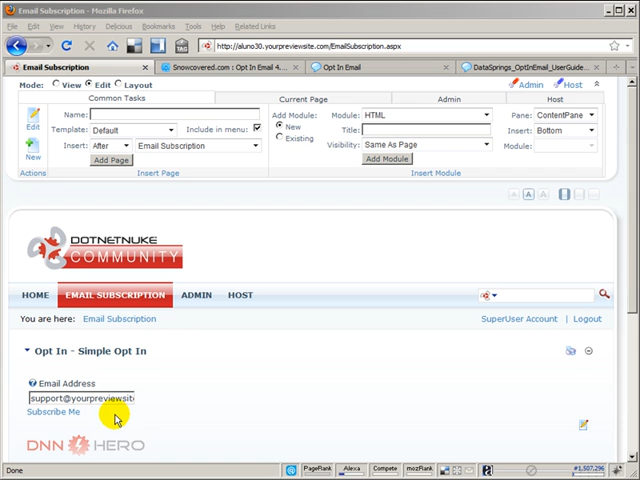 Email Subscription - Mozilla Firefox
File Edit View History Delicious Bookmarks Tools Help Related Links
http://aluno30.yourpreviewsite.com/EmailSubscription.aspx
Email Subscription
Snowcovered.com : Opt In Email 4....
Opt In Email
DataSprings_OptInEmail_UserGuide...
Mode: View Edit Layout
Admin Host
Common Tasks Current Page Admin Host
Edit
New
Actions
Name:
Template: Default Include in menu:
Insert: After Email Subscription
Add Page
Insert Page
Add Module: New Existing
Module: HTML
Title:
Visibility: Same As Page
Add Module
Pane: ContentPane
Insert: Bottom
Module:
Insert Module
A A A
DOTNETNUKE
COMMUNITY
HOME EMAIL SUBSCRIPTION ADMIN HOST
You are here: Email Subscription
SuperUser Account | Logout
Opt In - Simple Opt In
Email Address
support@yourpreviewsit
Subscribe Me
DNN HERO
Done
PageRank Alexa Compete mozRank
#1,507,296